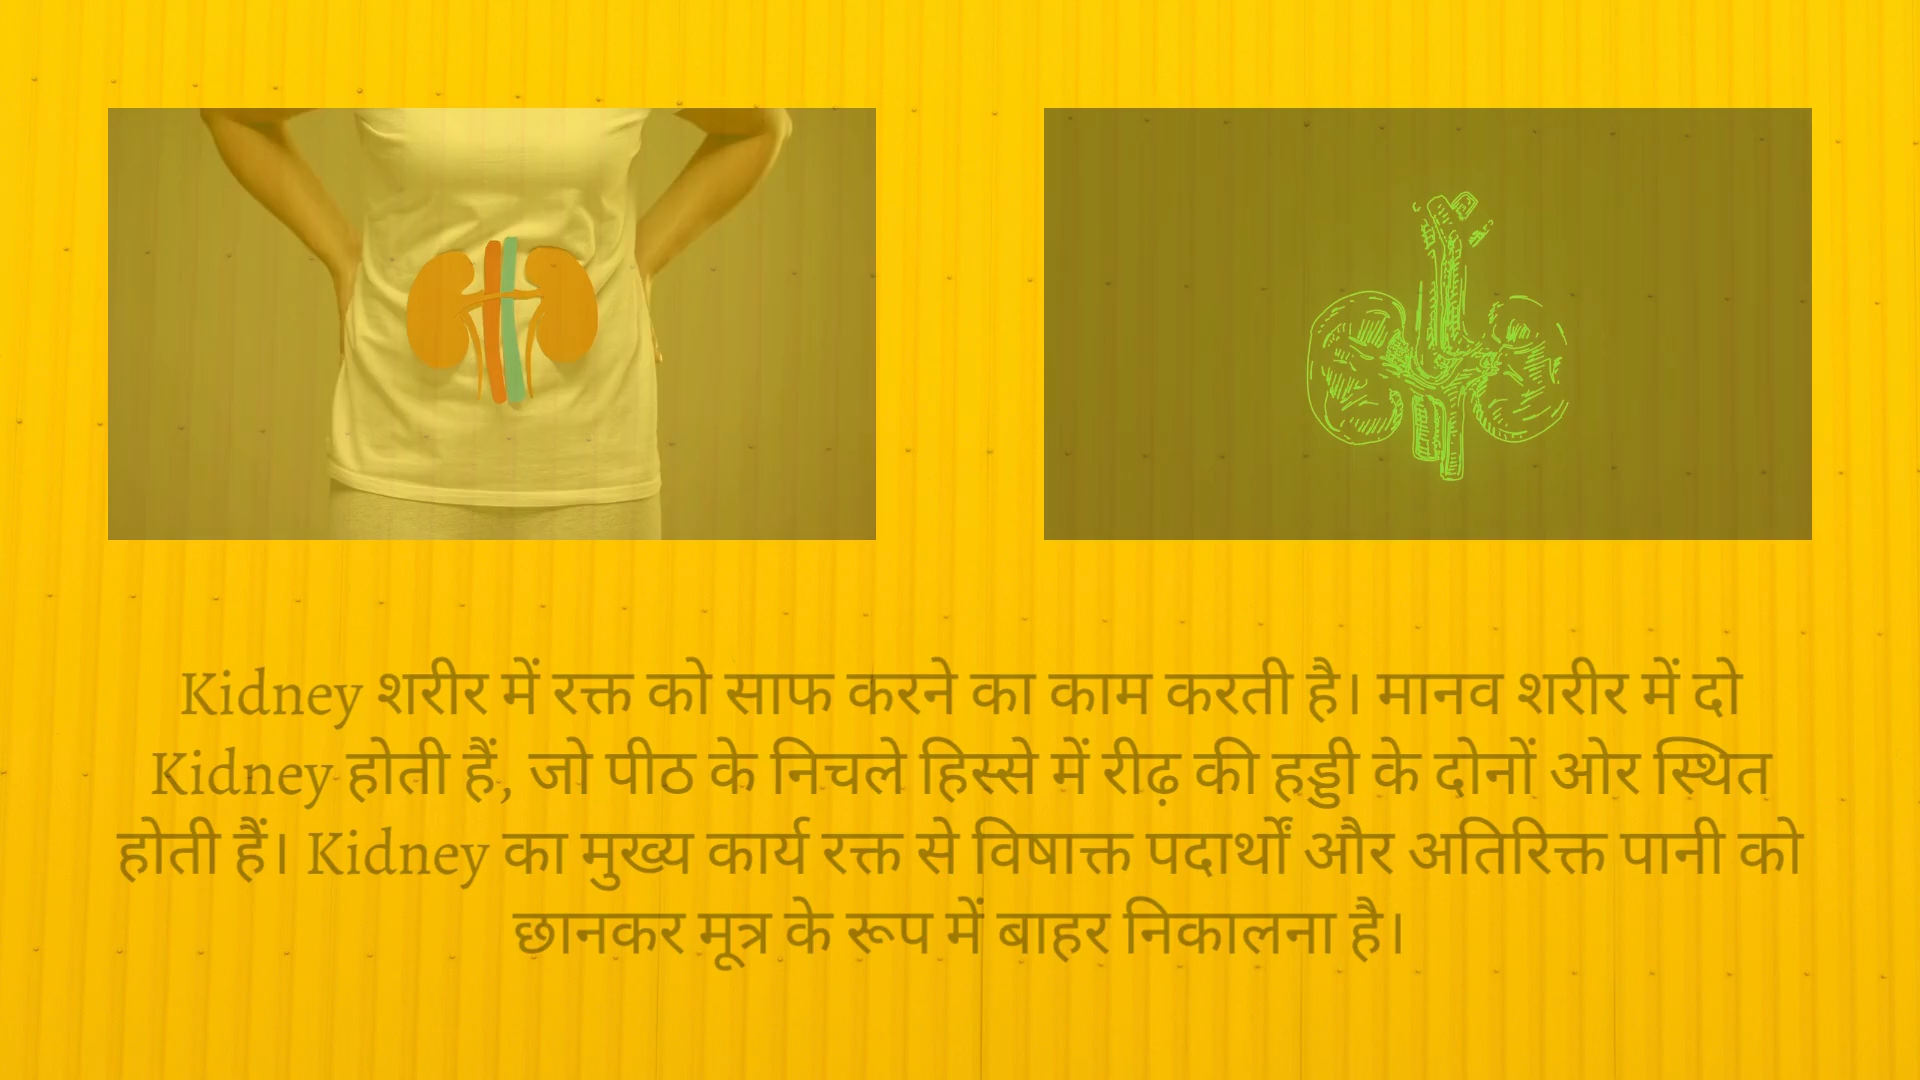 Kidney शरीर में रक्त को साफ करने का काम करती है। मानव शरीर में दो
Kidney होती हैं, जो पीठ के निचले हिस्से में रीढ़ की हड्डी के दोनों ओर स्थित
होती हैं। Kidney का मुख्य कार्य रक्त से विषाक्त पदार्थों और अतिरिक्त पानी को
छानकर मूत्र के रूप में बाहर निकालना है।